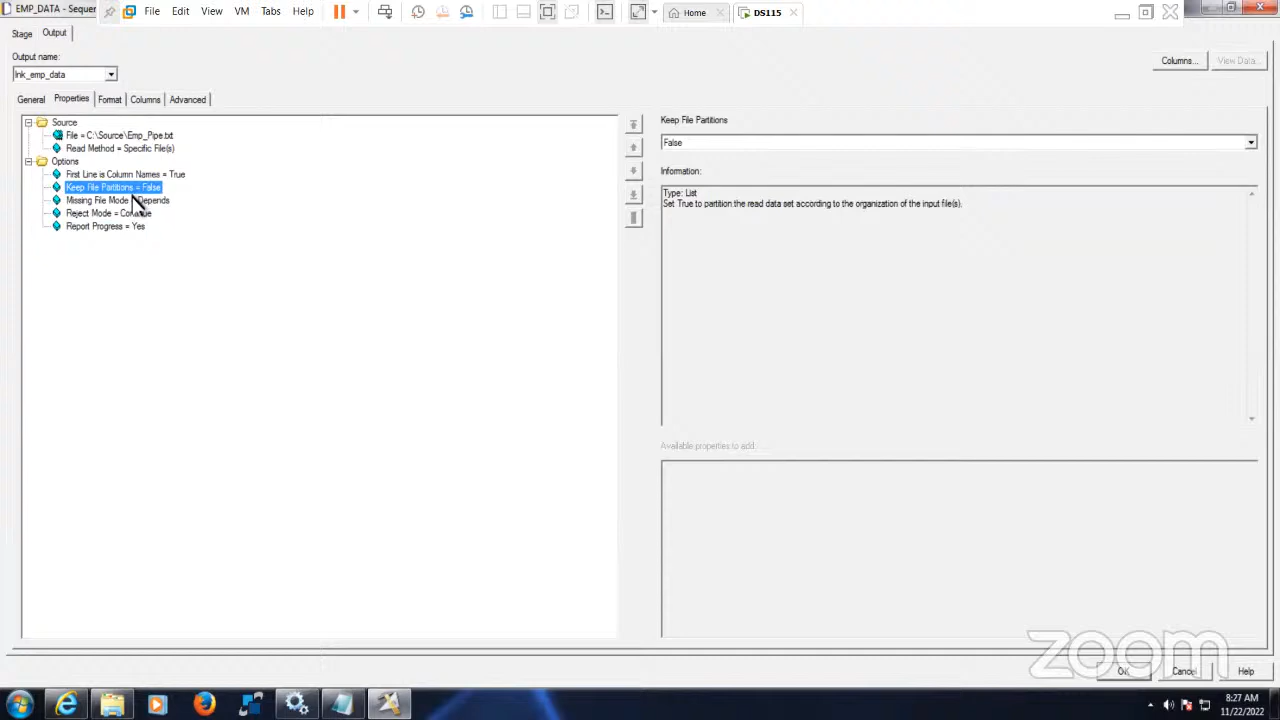 EMP_DATA - Sequen
File Edit View VM Tabs Help
Home DS115
Stage Output
Output name:
lnk_emp_data
Columns... View Data...
General Properties Format Columns Advanced
Source
File = C:\Source\Emp_Pipe.txt
Read Method = Specific File(s)
Options
First Line is Column Names = True
Keep File Partitions = False
Missing File Mode = Depends
Reject Mode = Continue
Report Progress = Yes
Keep File Partitions
False
Information:
Type: List
Set True to partition the read data set according to the organization of the input file(s).
Available properties to add:
zoom
OK Cancel Help
8:27 AM
11/22/2022